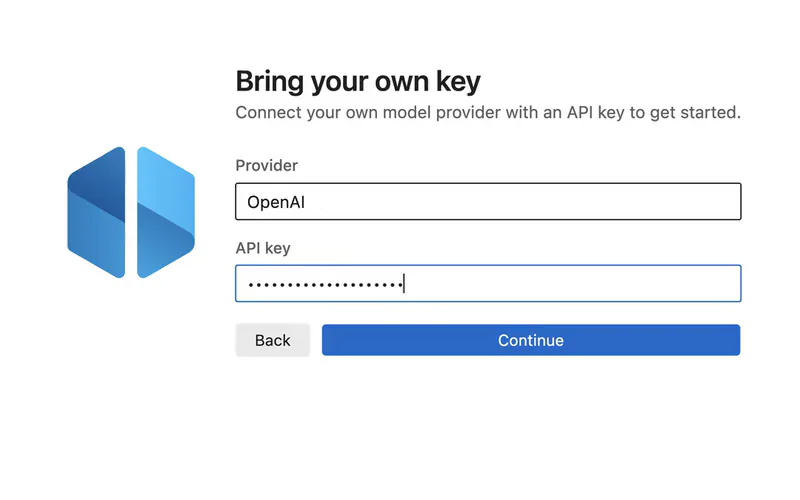 Bring your own key
Connect your own model provider with an API key to get started.
Provider
OpenAI
API key
••••••••••••••••••••
Back
Continue